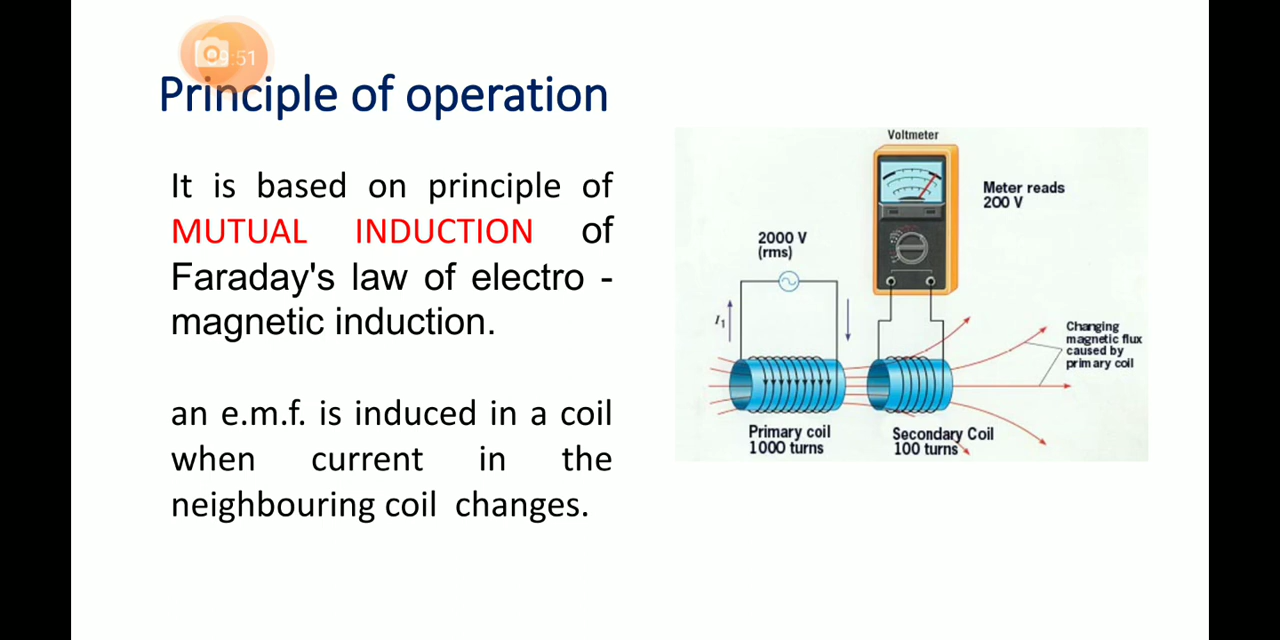 9:51
Principle of operation
It is based on principle of
MUTUAL INDUCTION of
Faraday's law of electro -
magnetic induction.
an e.m.f. is induced in a coil
when current in the
neighbouring coil changes.
Voltmeter
Meter reads
200 V
2000 V
(rms)
I1
Changing
magnetic flux
caused by
primary coil
Primary coil
1000 turns
Secondary Coil
100 turns